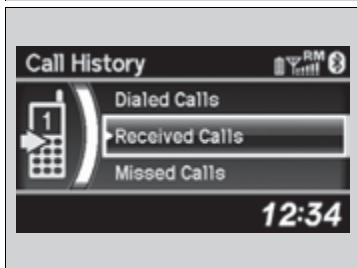 Call History RM
1
Dialed Calls
Received Calls
Missed Calls
12:34